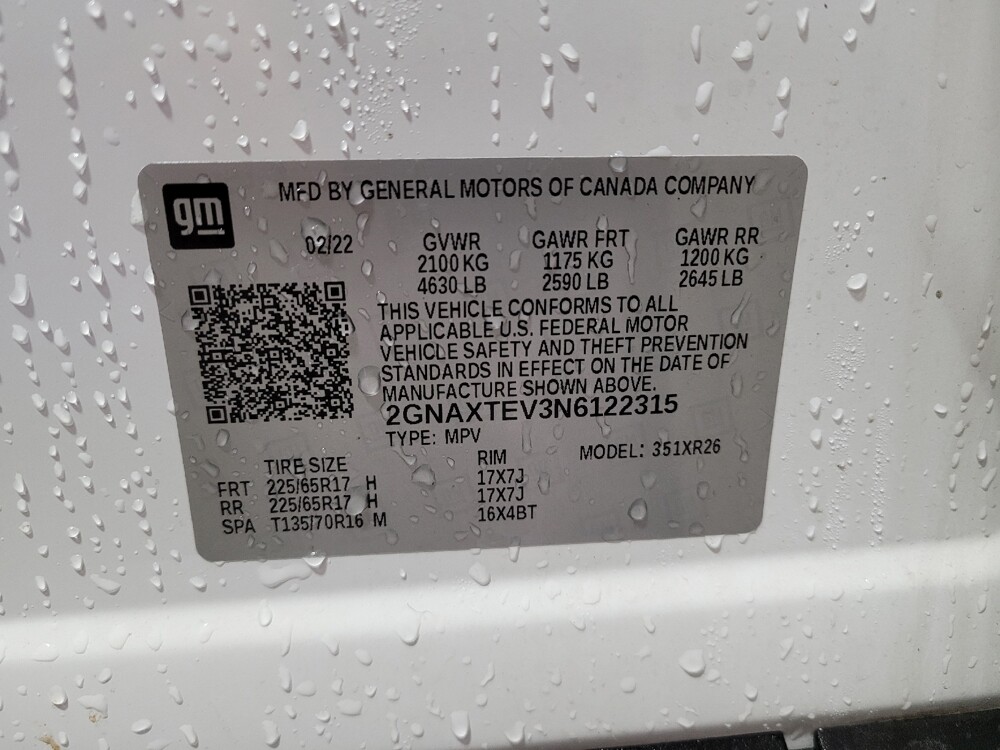 gm
MFD BY GENERAL MOTORS OF CANADA COMPANY
02/22 GVWR GAWR FRT GAWR RR
2100 KG 1175 KG 1200 KG
4630 LB 2590 LB 2645 LB
THIS VEHICLE CONFORMS TO ALL
APPLICABLE U.S. FEDERAL MOTOR
VEHICLE SAFETY AND THEFT PREVENTION
STANDARDS IN EFFECT ON THE DATE OF
MANUFACTURE SHOWN ABOVE.
2GNAXTEV3N6122315
TYPE: MPV MODEL: 351XR26
TIRE SIZE RIM
FRT 225/65R17 H 17X7J
RR 225/65R17 H 17X7J
SPA T135/70R16 M 16X4BT